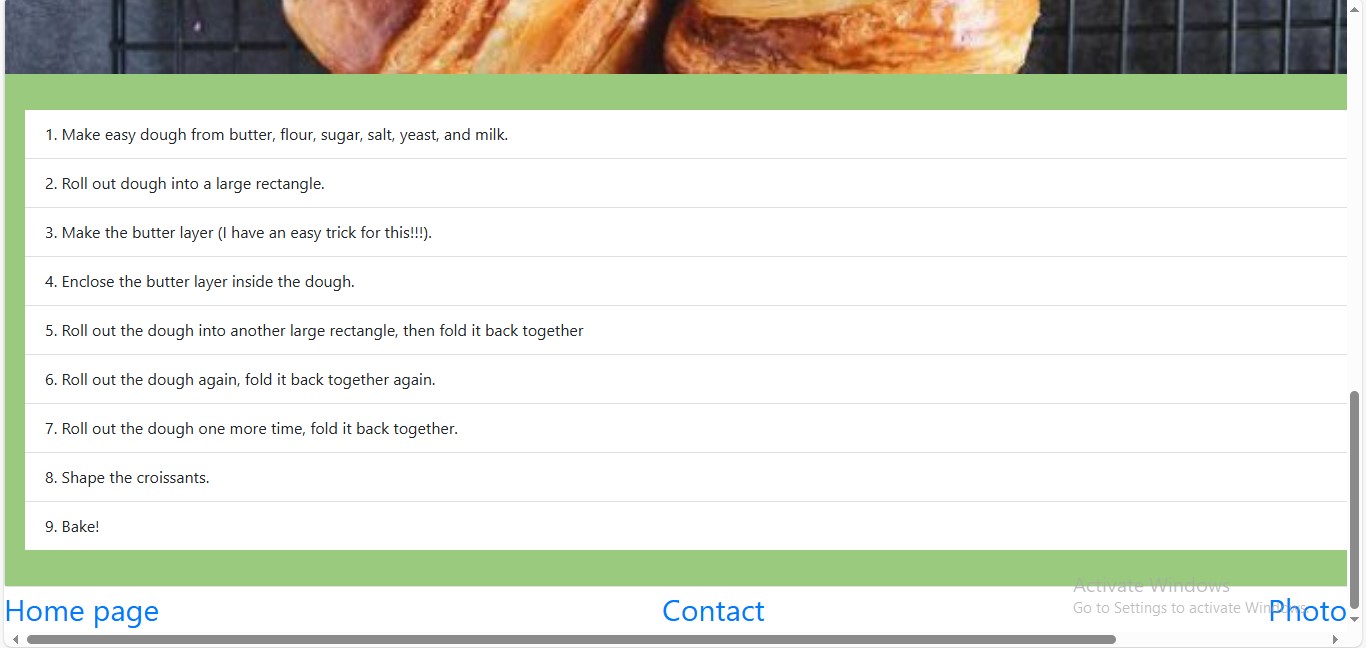 1. Make easy dough from butter, flour, sugar, salt, yeast, and milk.
2. Roll out dough into a large rectangle.
3. Make the butter layer (I have an easy trick for this!!!).
4. Enclose the butter layer inside the dough.
5. Roll out the dough into another large rectangle, then fold it back together
6. Roll out the dough again, fold it back together again.
7. Roll out the dough one more time, fold it back together.
8. Shape the croissants.
9. Bake!
Activate Windows
Go to Settings to activate Windows.
Home page Contact Photo